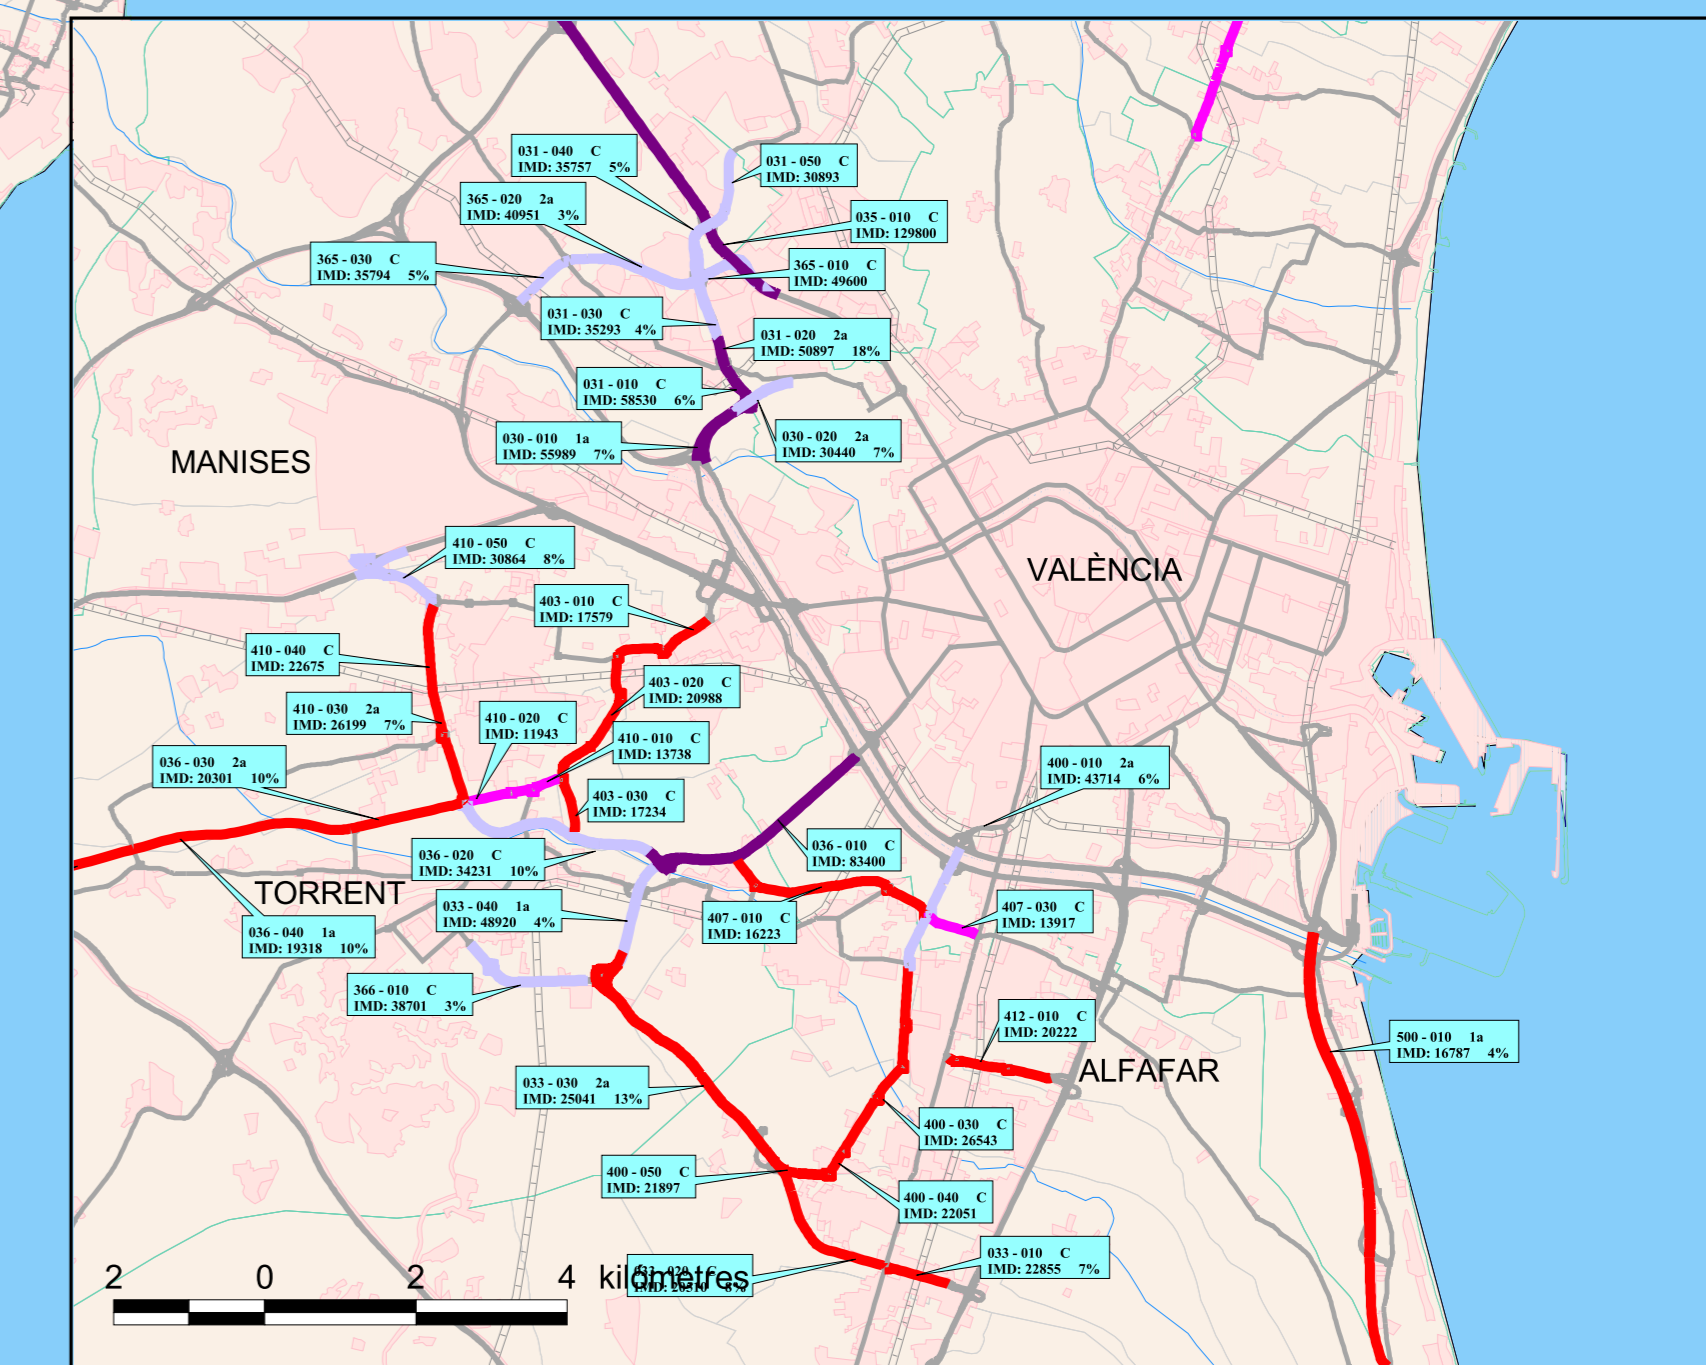 031 - 040 C
IMD: 35757 5%
031 - 050 C
IMD: 30893
365 - 020 2a
IMD: 40951 3%
035 - 010 C
IMD: 129800
365 - 030 C
IMD: 35794 5%
365 - 010 C
IMD: 49600
031 - 030 C
IMD: 35293 4%
031 - 020 2a
IMD: 50897 18%
031 - 010 C
IMD: 58530 6%
030 - 010 1a
IMD: 55989 7%
030 - 020 2a
IMD: 30440 7%
MANISES
410 - 050 C
IMD: 30864 8%
VALÈNCIA
403 - 010 C
IMD: 17579
410 - 040 C
IMD: 22675
403 - 020 C
IMD: 20988
410 - 030 2a
IMD: 26199 7%
410 - 020 C
IMD: 11943
410 - 010 C
IMD: 13738
036 - 030 2a
IMD: 20301 10%
400 - 010 2a
IMD: 43714 6%
403 - 030 C
IMD: 17234
036 - 020 C
IMD: 34231 10%
036 - 010 C
IMD: 83400
TORRENT
033 - 040 1a
IMD: 48920 4%
407 - 010 C
IMD: 16223
407 - 030 C
IMD: 13917
036 - 040 1a
IMD: 19318 10%
366 - 010 C
IMD: 38701 3%
412 - 010 C
IMD: 20222
500 - 010 1a
IMD: 16787 4%
ALFAFAR
033 - 030 2a
IMD: 25041 13%
400 - 030 C
IMD: 26543
400 - 050 C
IMD: 21897
400 - 040 C
IMD: 22051
033 - 010 C
IMD: 22855 7%
033 - 020 C
IMD: 8%
2 0 2 4 kilómetres